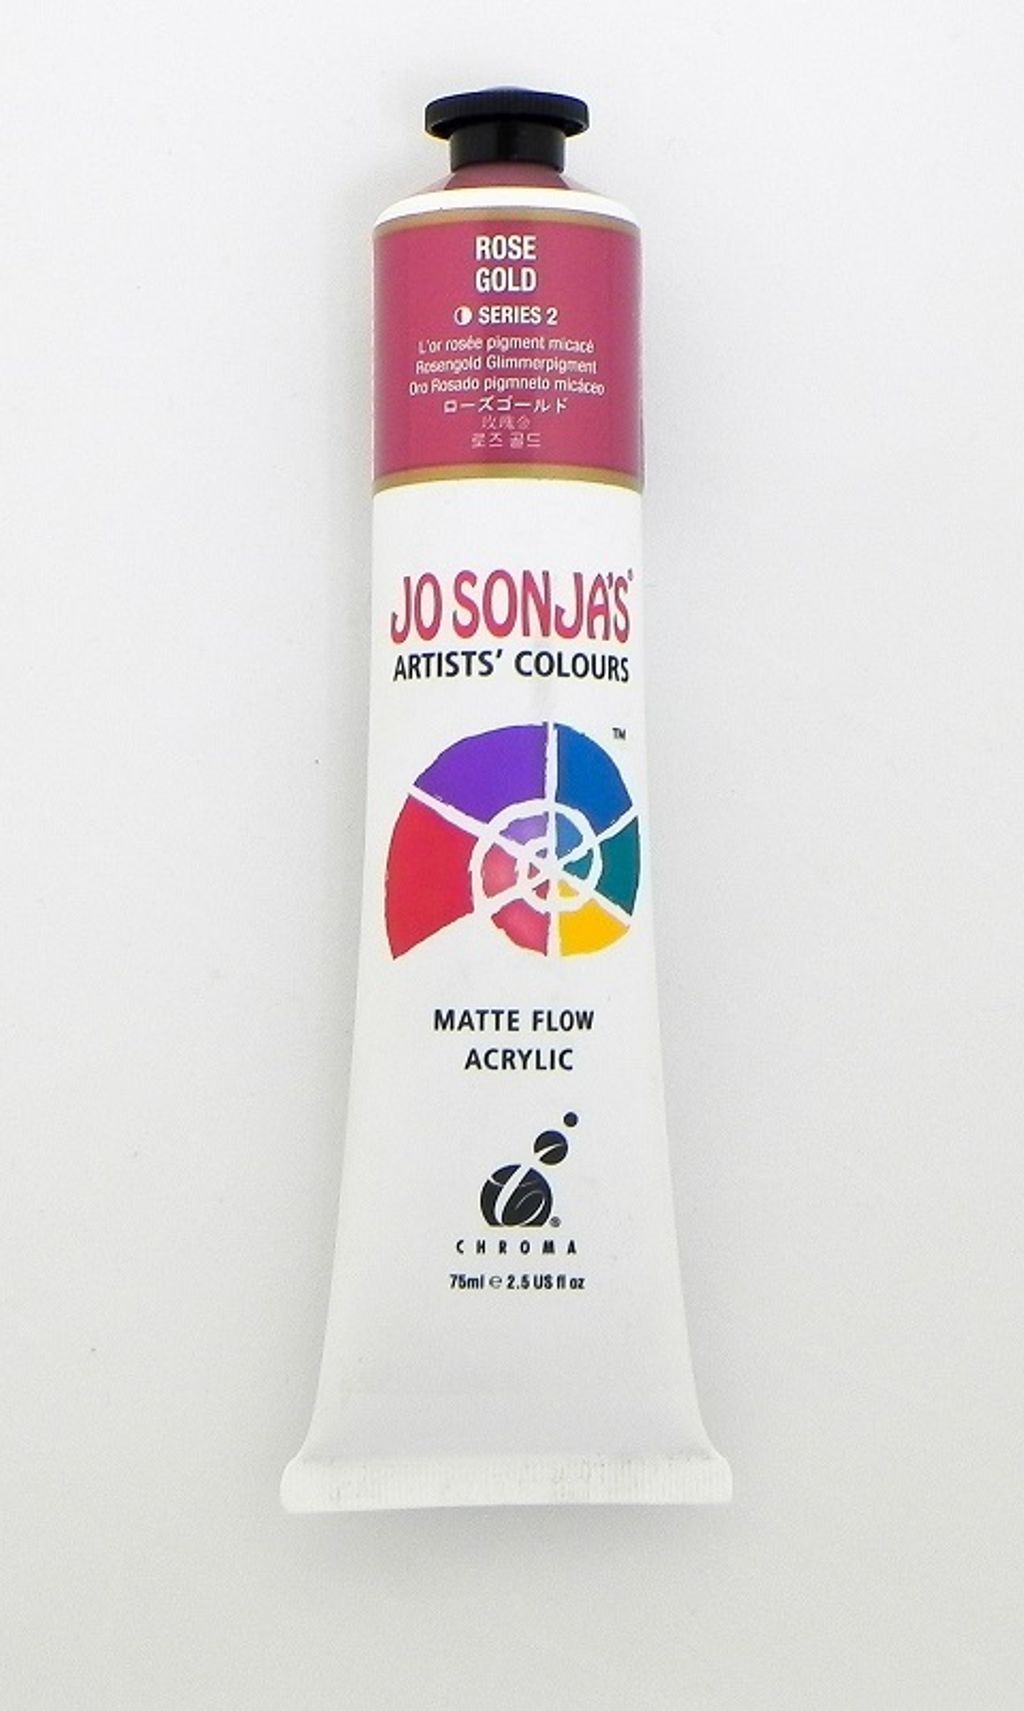 ROSE
GOLD
SERIES 2
L'or rosée pigment micacé
Rosengold Glimmerpigment
Oro Rosado pigmneto micáceo
ローズゴールド
玫瑰金
로즈 골드
JO SONJA'S®
ARTISTS' COLOURS
TM
MATTE FLOW
ACRYLIC
®
CHROMA
75ml ℮ 2.5 US fl oz